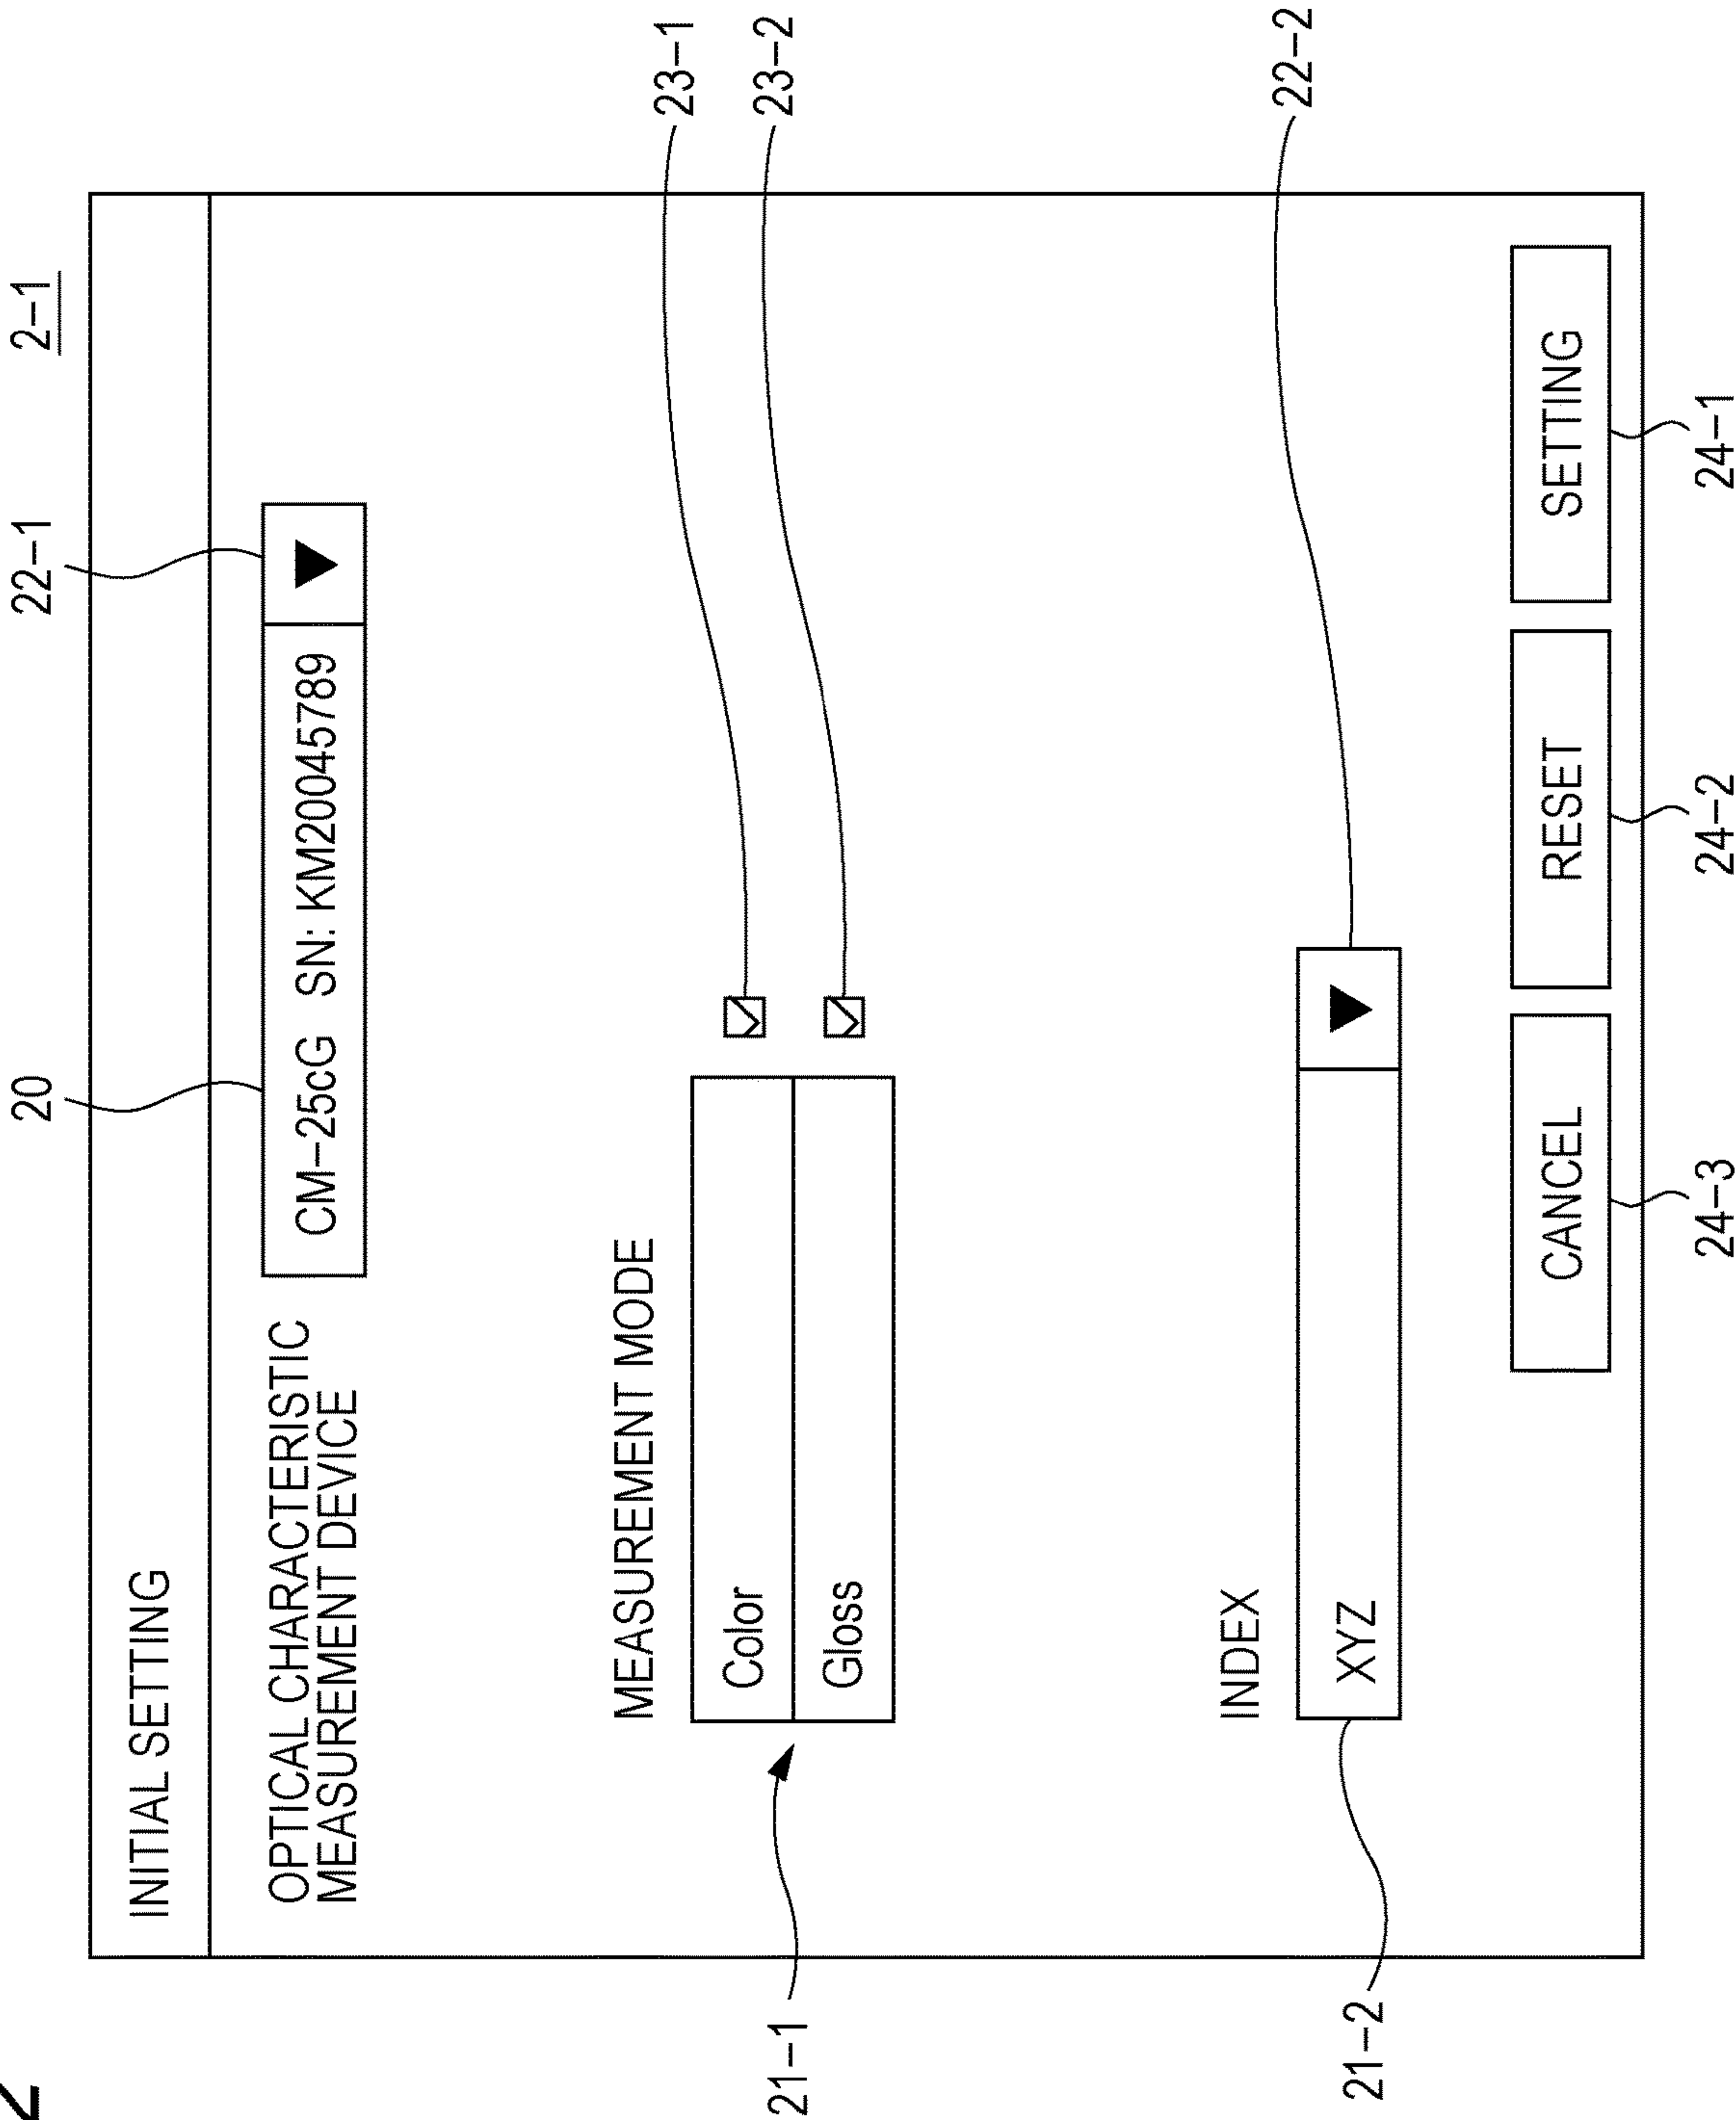 2
2-1
20
22-1
INITIAL SETTING
OPTICAL CHARACTERISTIC
MEASUREMENT DEVICE
CM-25cG SN: KM20045789
▼
MEASUREMENT MODE
23-1
23-2
21-1
Color
Gloss
INDEX
22-2
21-2
XYZ
▼
CANCEL
RESET
SETTING
24-3
24-2
24-1